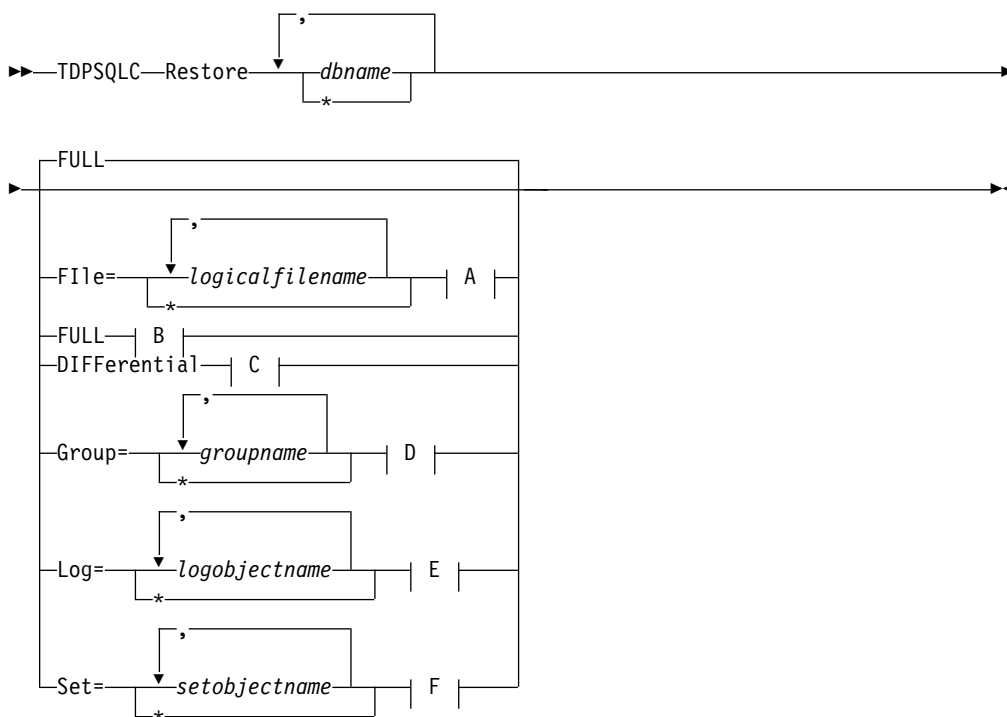 ,
TDPSQLC Restore dbname
*
FULL
,
FIle= logicalfilename A
*
FULL B
DIFFerential C
,
Group= groupname D
*
,
Log= logobjectname E
*
,
Set= setobjectname F
*